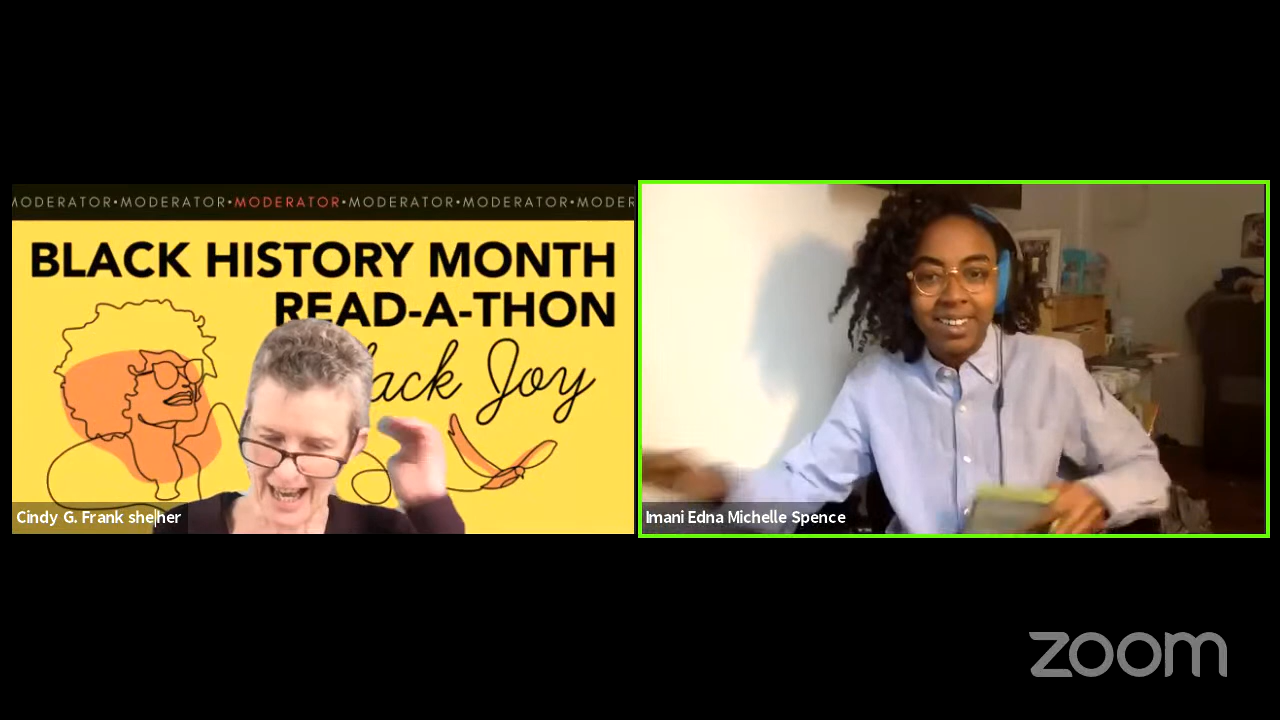 MODERATOR•MODERATOR•MODERATOR•MODERATOR•MODERATOR•MODER
BLACK HISTORY MONTH
READ-A-THON
ack Joy
Cindy G. Frank she|her
Imani Edna Michelle Spence
zoom